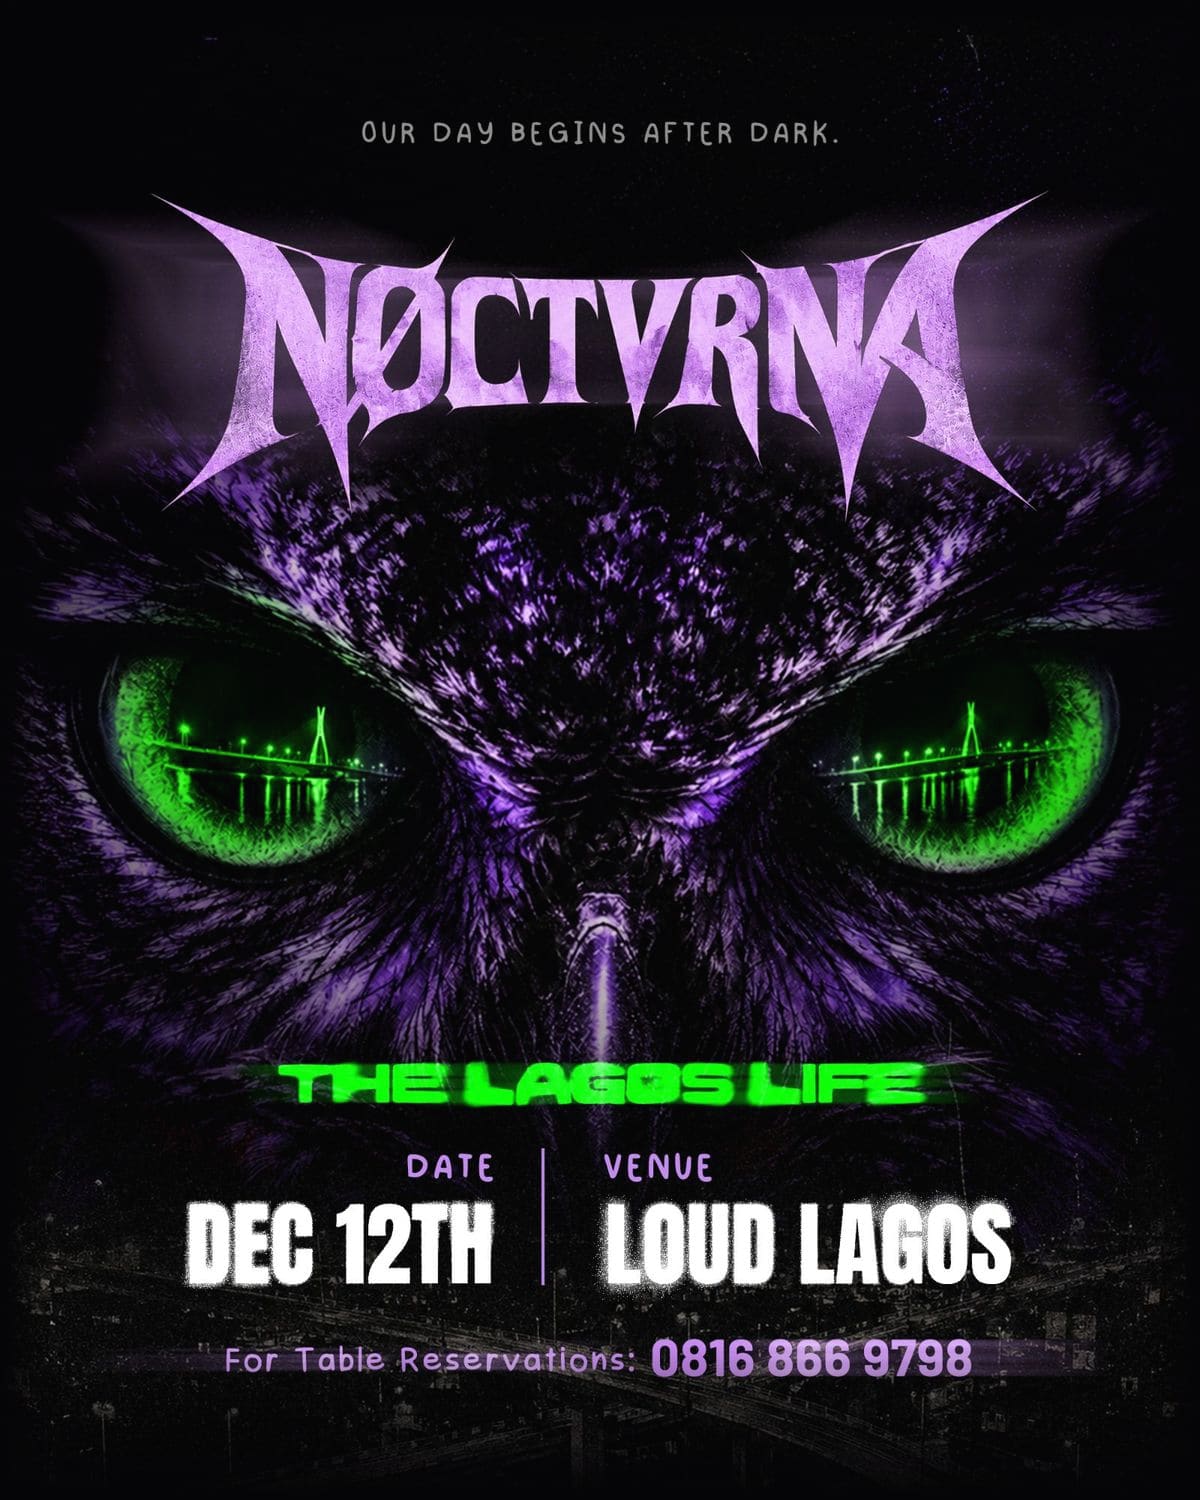 OUR DAY BEGINS AFTER DARK.
NØCTVRNA
THE LAGOS LIFE
DATE
DEC 12TH
VENUE
LOUD LAGOS
For Table Reservations: 0816 866 9798